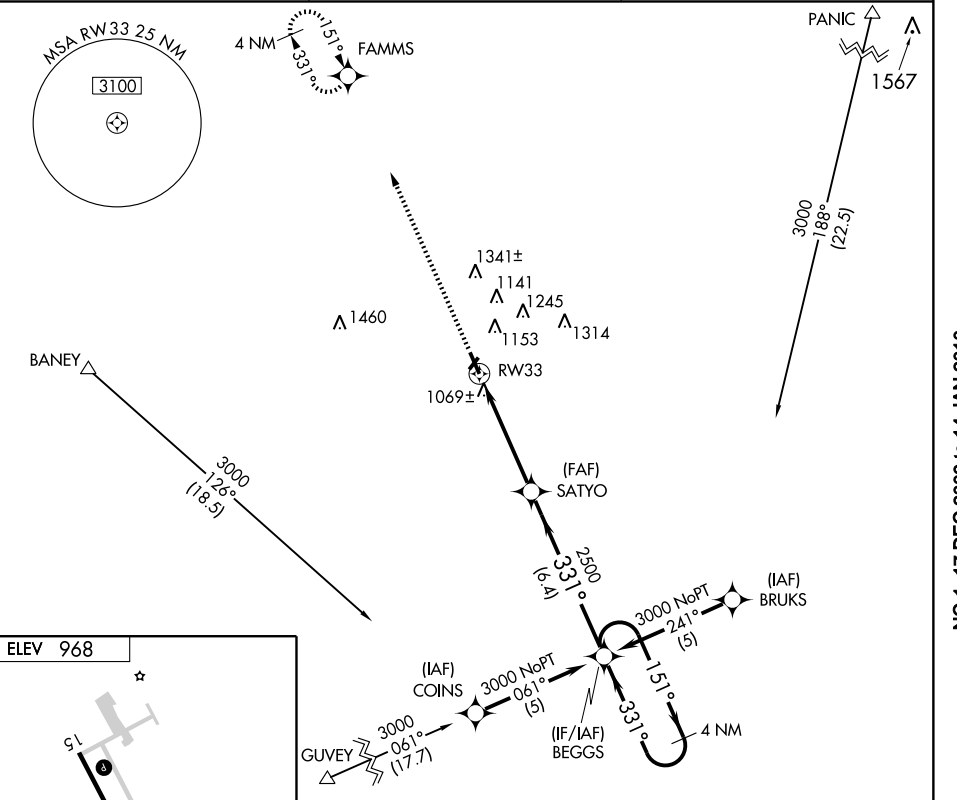 MSA RW33 25 NM
3100
4 NM
151°
331°
FAMMS
PANIC
1567
3000
188°
(22.5)
1341±
1141
1245
1460
1153
1314
BANEY
RW33
1069±
3000
126°
(18.5)
(FAF)
SATYO
2500
331°
(6.4)
(IAF)
BRUKS
3000 NoPT
241°
(5)
ELEV 968
(IAF)
COINS
3000 NoPT
061°
(5)
151°
331°
4 NM
(IF/IAF)
BEGGS
3000
061°
(17.7)
GUVEY
15
P